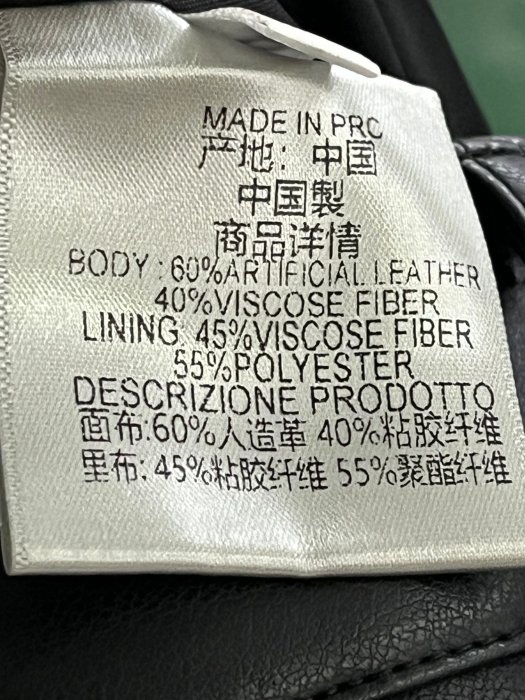 MADE IN PRC
产地：中国
中国製
商品详情
BODY : 60%ARTIFICIAL LEATHER
40%VISCOSE FIBER
LINING: 45%VISCOSE FIBER
55%POLYESTER
DESCRIZIONE PRODOTTO
面布:60%人造革 40%粘胶纤维
里布: 45%粘胶纤维 55%聚酯纤维